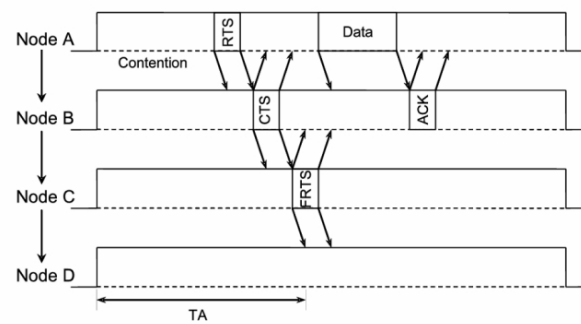 Node A
RTS
Data
Contention
Node B
CTS
ACK
Node C
FRTS
Node D
TA